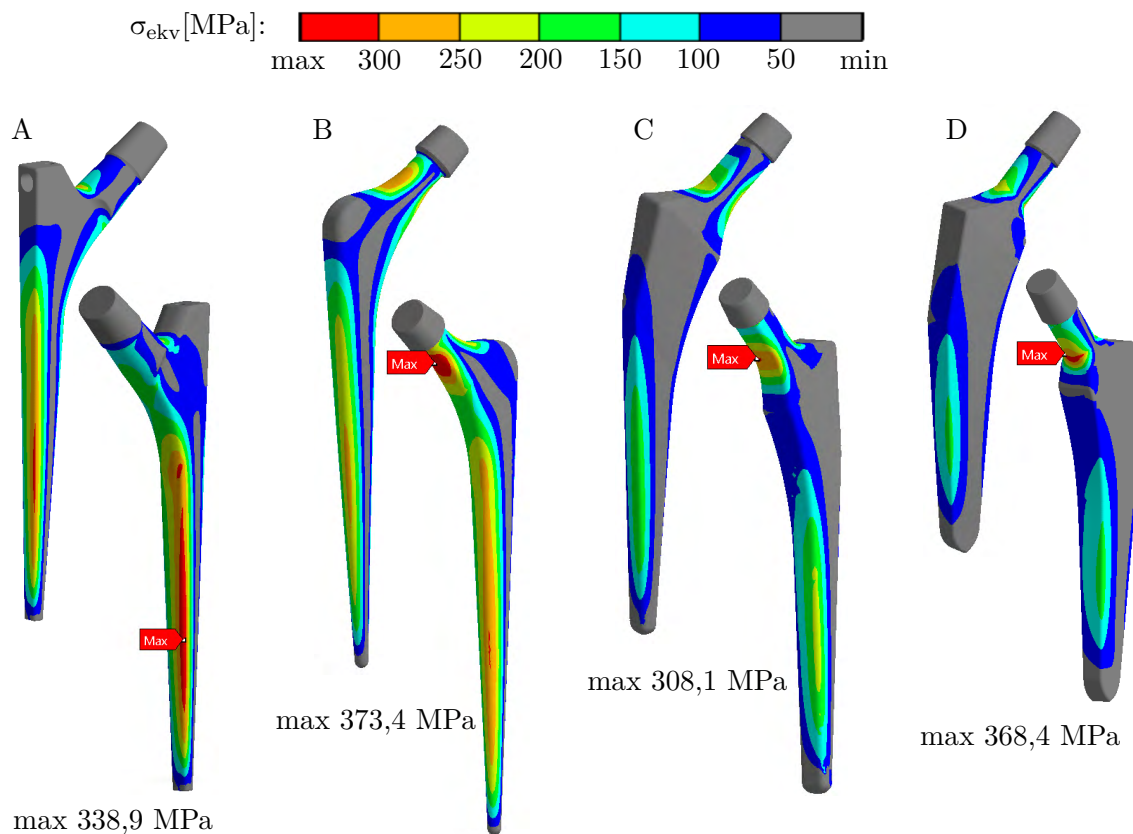 σekv[MPa]:
max 300 250 200 150 100 50 min
A B C D
Max
Max
Max
Max
max 308,1 MPa
max 373,4 MPa
max 368,4 MPa
max 338,9 MPa